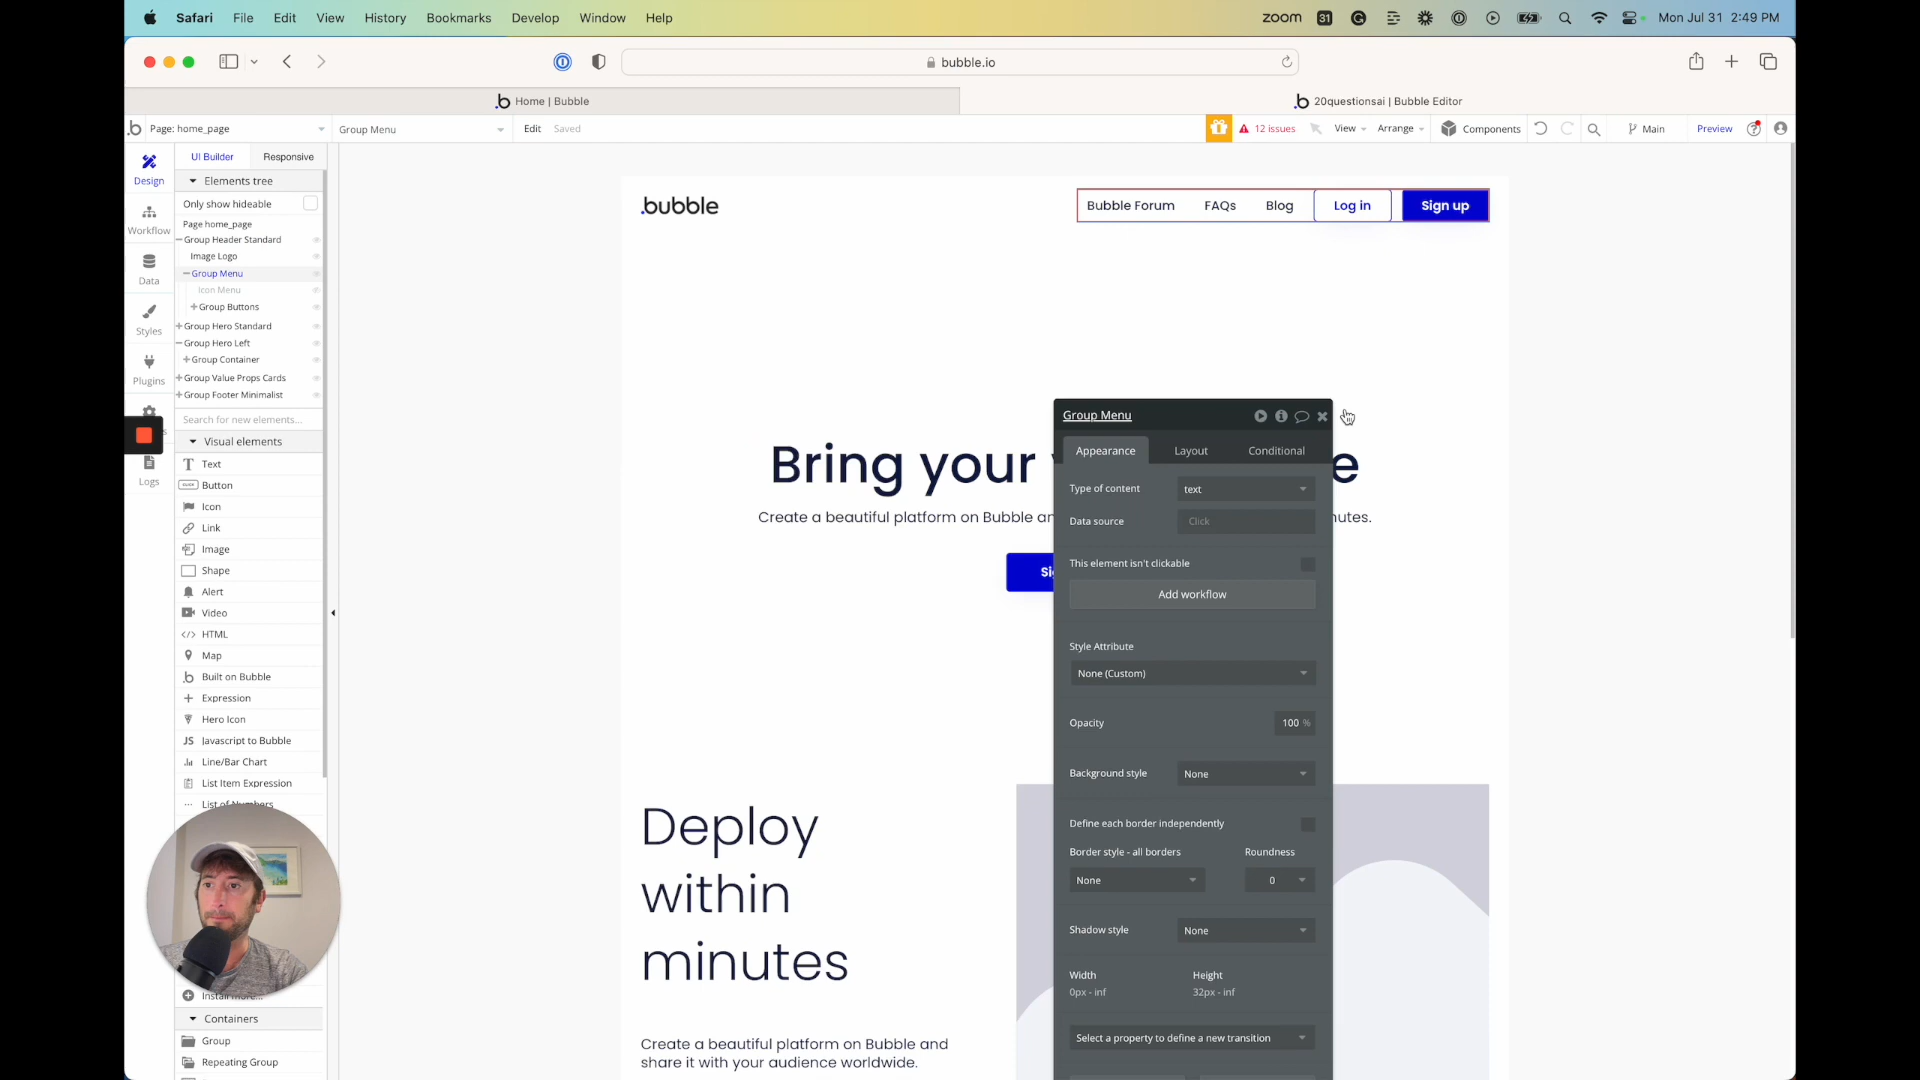 Safari File Edit View History Bookmarks Develop Window Help
zoom 31 Mon Jul 31 2:49 PM
bubble.io
Home | Bubble
20questionsai | Bubble Editor
Page: home_page
Group Menu
Edit Saved
12 issues
View
Arrange
Components
Main
Preview
UI Builder
Responsive
Design
Workflow
Data
Styles
Plugins
Logs
Elements tree
Only show hideable
Page home_page
Group Header Standard
Image Logo
Group Menu
Icon Menu
Group Buttons
Group Hero Standard
Group Hero Left
Group Container
Group Value Props Cards
Group Footer Minimalist
Search for new elements...
Visual elements
Text
Button
Icon
Link
Image
Shape
Alert
Video
</> HTML
Map
Built on Bubble
Expression
Hero Icon
JS Javascript to Bubble
Line/Bar Chart
List Item Expression
List of Numbers
Install more...
Containers
Group
Repeating Group
.bubble
Bubble Forum FAQs Blog Log in Sign up
Bring your
e
Create a beautiful platform on Bubble an
nutes.
Si
Deploy
within
minutes
Create a beautiful platform on Bubble and
share it with your audience worldwide.
Group Menu
Appearance Layout Conditional
Type of content text
Data source Click
This element isn't clickable
Add workflow
Style Attribute
None (Custom)
Opacity 100 %
Background style None
Define each border independently
Border style - all borders Roundness
None 0
Shadow style None
Width Height
0px - inf 32px - inf
Select a property to define a new transition